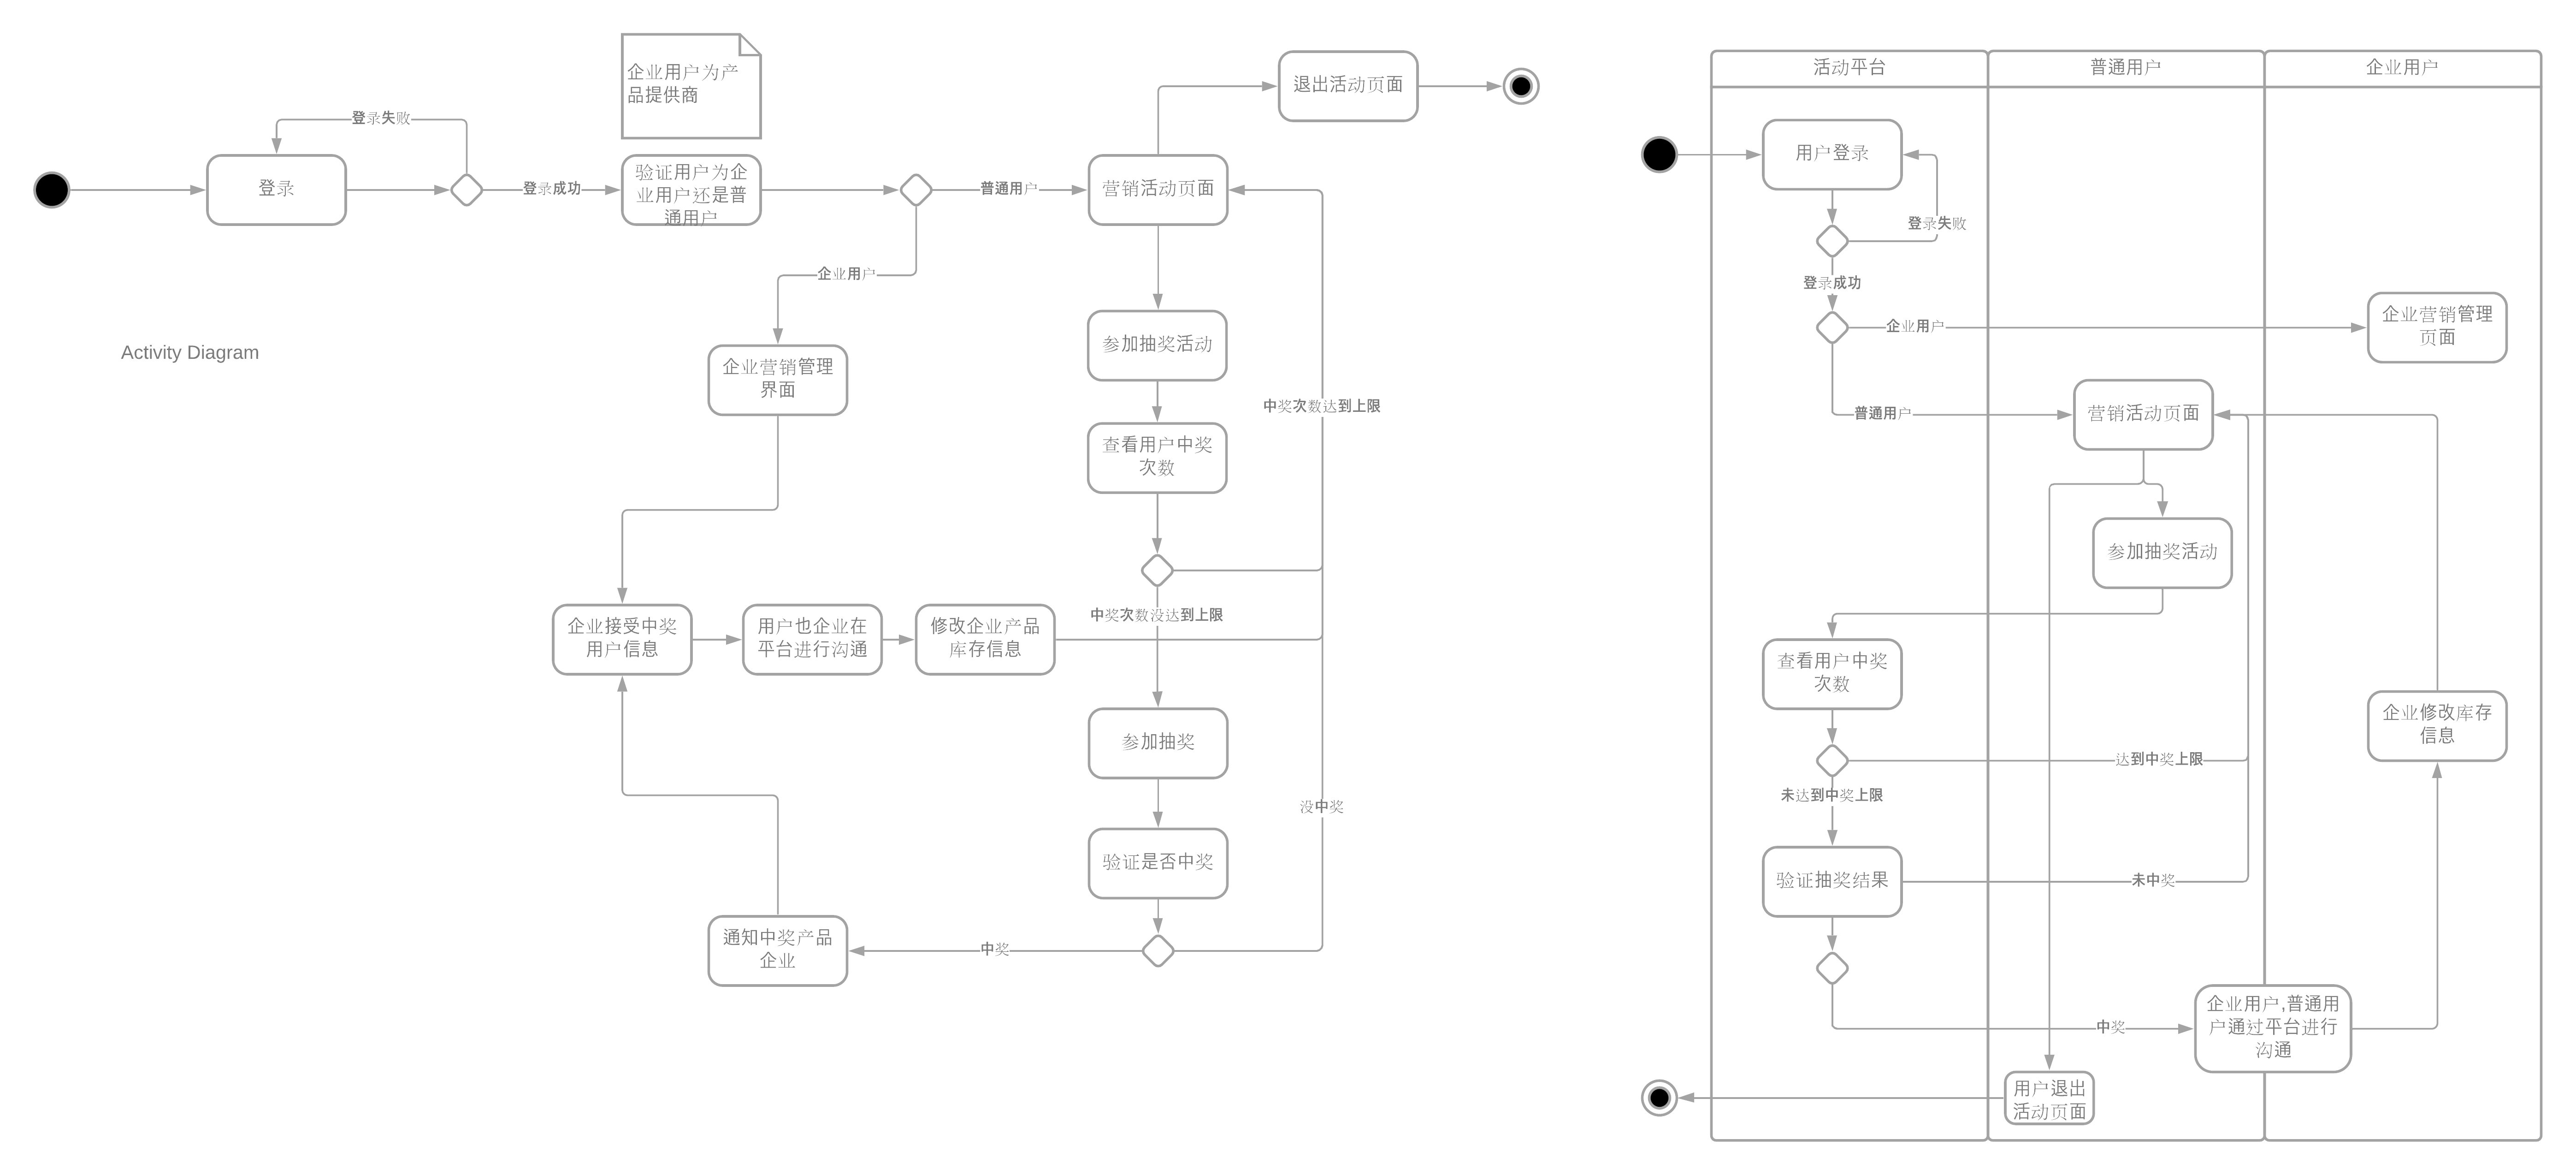 企业用户为产
品提供商
退出活动页面
登录失败
登录
登录成功
验证用户为企
业用户还是普
通用户
普通用户
营销活动页面
企业用户
Activity Diagram
企业营销管理
界面
参加抽奖活动
中奖次数达到上限
查看用户中奖
次数
中奖次数没达到上限
企业接受中奖
用户信息
用户也企业在
平台进行沟通
修改企业产品
库存信息
参加抽奖
没中奖
验证是否中奖
通知中奖产品
企业
中奖
活动平台
普通用户
企业用户
用户登录
登录失败
登录成功
企业用户
企业营销管理
页面
普通用户
营销活动页面
参加抽奖活动
查看用户中奖
次数
企业修改库存
信息
达到中奖上限
未达到中奖上限
验证抽奖结果
未中奖
中奖
企业用户,普通用
户通过平台进行
沟通
用户退出
活动页面